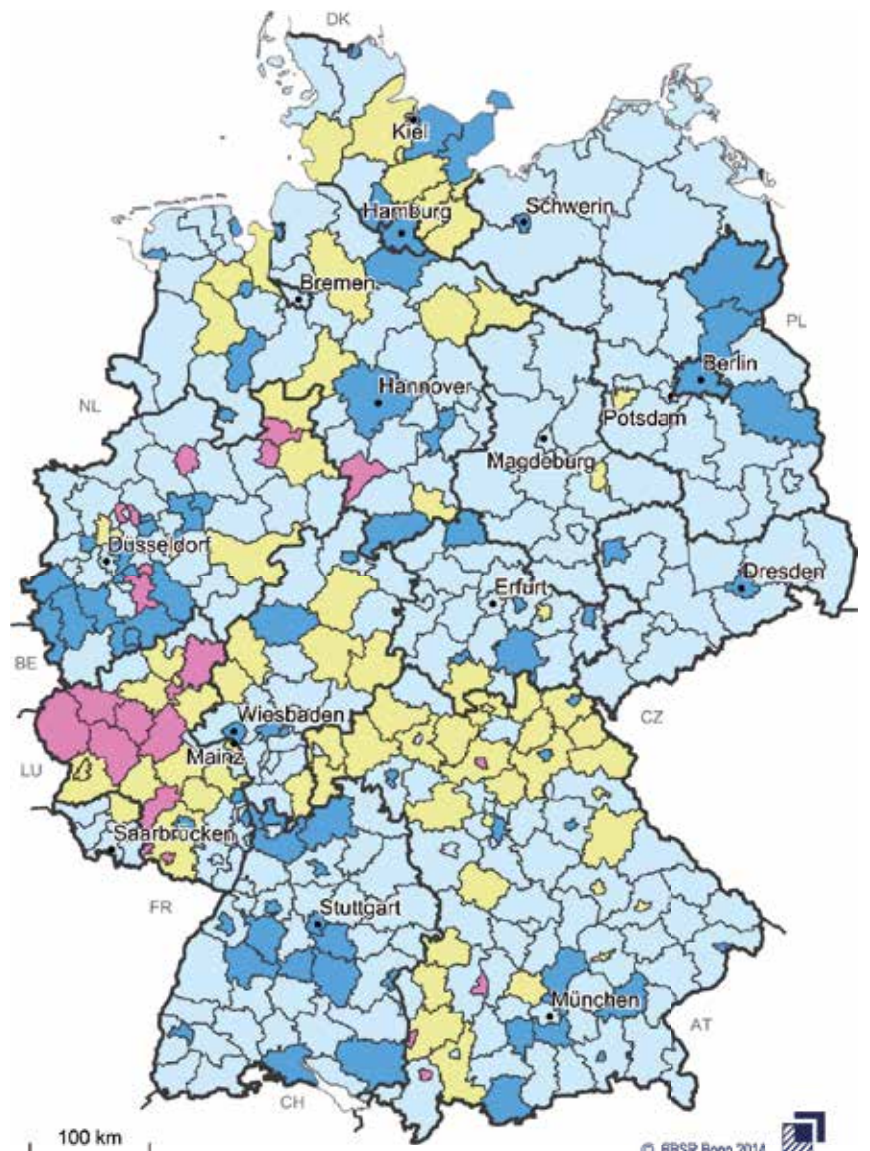 DK
Kiel
Hamburg
Schwerin
Bremen
PL
Berlin
NL
Hannover
Potsdam
Magdeburg
Düsseldorf
Dresden
Erfurt
BE
Wiesbaden
CZ
Mainz
LU
Saarbrücken
FR
Stuttgart
München
AT
CH
100 km
© BBSR Bonn 2014